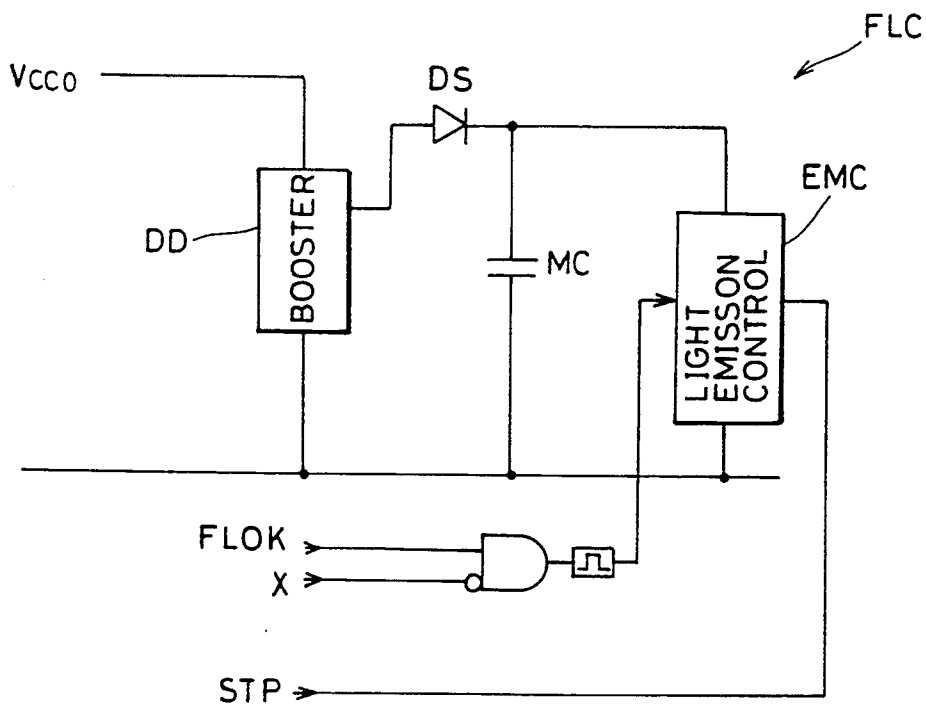 FLC
VCCO
DS
EMC
DD
BOOSTER
MC
LIGHT
EMISSON
CONTROL
FLOK
X
STP